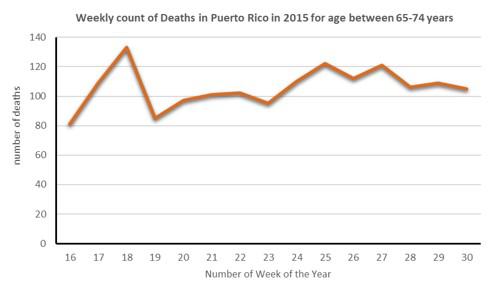 Weekly count of Deaths in Puerto Rico in 2015 for age between 65-74 years
number of deaths
140
120
100
80
60
40
20
0
16 17 18 19 20 21 22 23 24 25 26 27 28 29 30
Number of Week of the Year